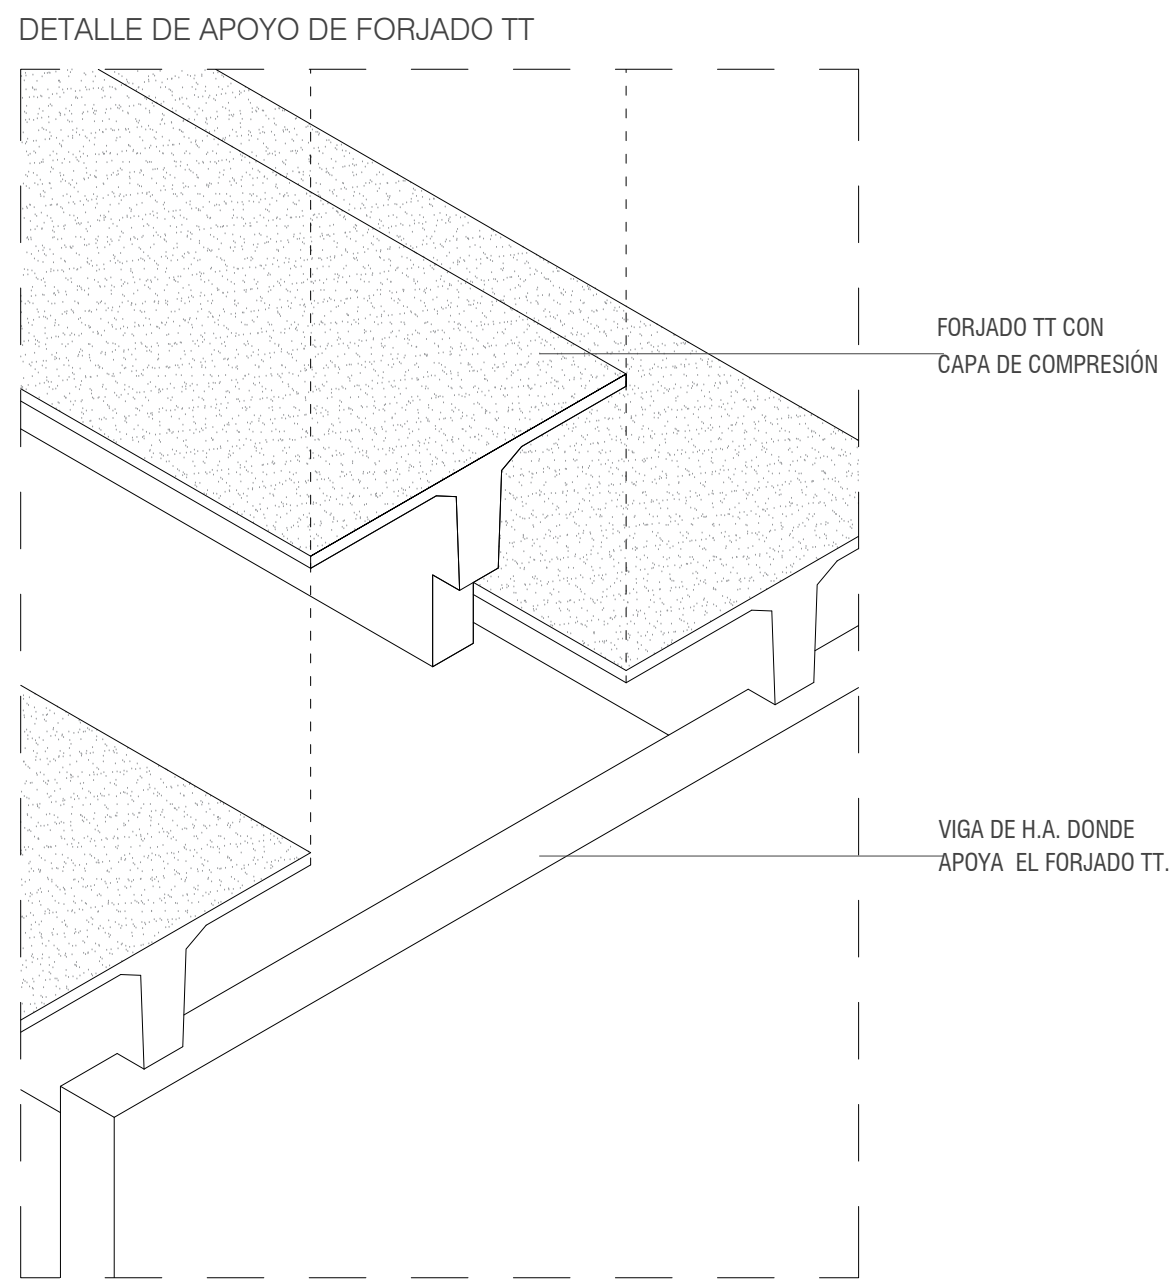 DETALLE DE APOYO DE FORJADO TT
FORJADO TT CON
CAPA DE COMPRESIÓN
VIGA DE H.A. DONDE
APOYA EL FORJADO TT.